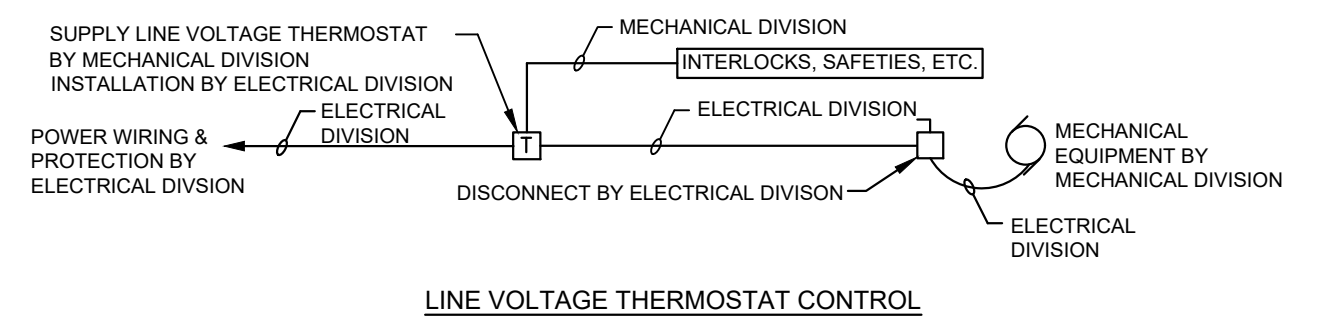 SUPPLY LINE VOLTAGE THERMOSTAT
BY MECHANICAL DIVISION
INSTALLATION BY ELECTRICAL DIVISION
MECHANICAL DIVISION
INTERLOCKS, SAFETIES, ETC.
ELECTRICAL
DIVISION
ELECTRICAL DIVISION
POWER WIRING &
PROTECTION BY
ELECTRICAL DIVSION
T
MECHANICAL
EQUIPMENT BY
MECHANICAL DIVISION
DISCONNECT BY ELECTRICAL DIVISON
ELECTRICAL
DIVISION
LINE VOLTAGE THERMOSTAT CONTROL